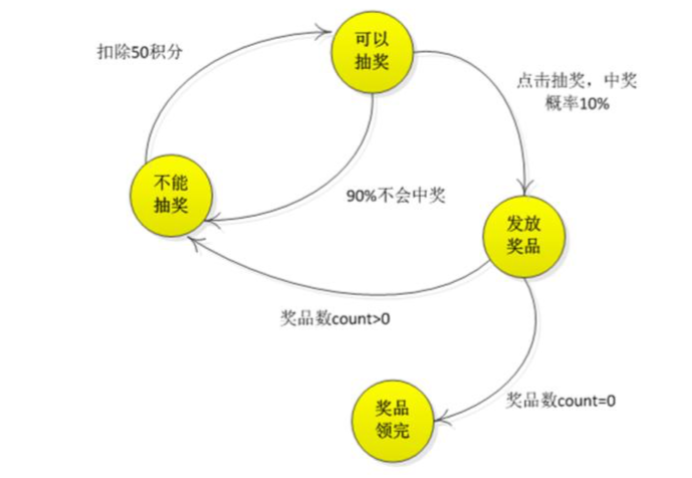 可以
抽奖
扣除50积分
点击抽奖，中奖
概率10%
不能
抽奖
90%不会中奖
发放
奖品
奖品数count>0
奖品
领完
奖品数count=0